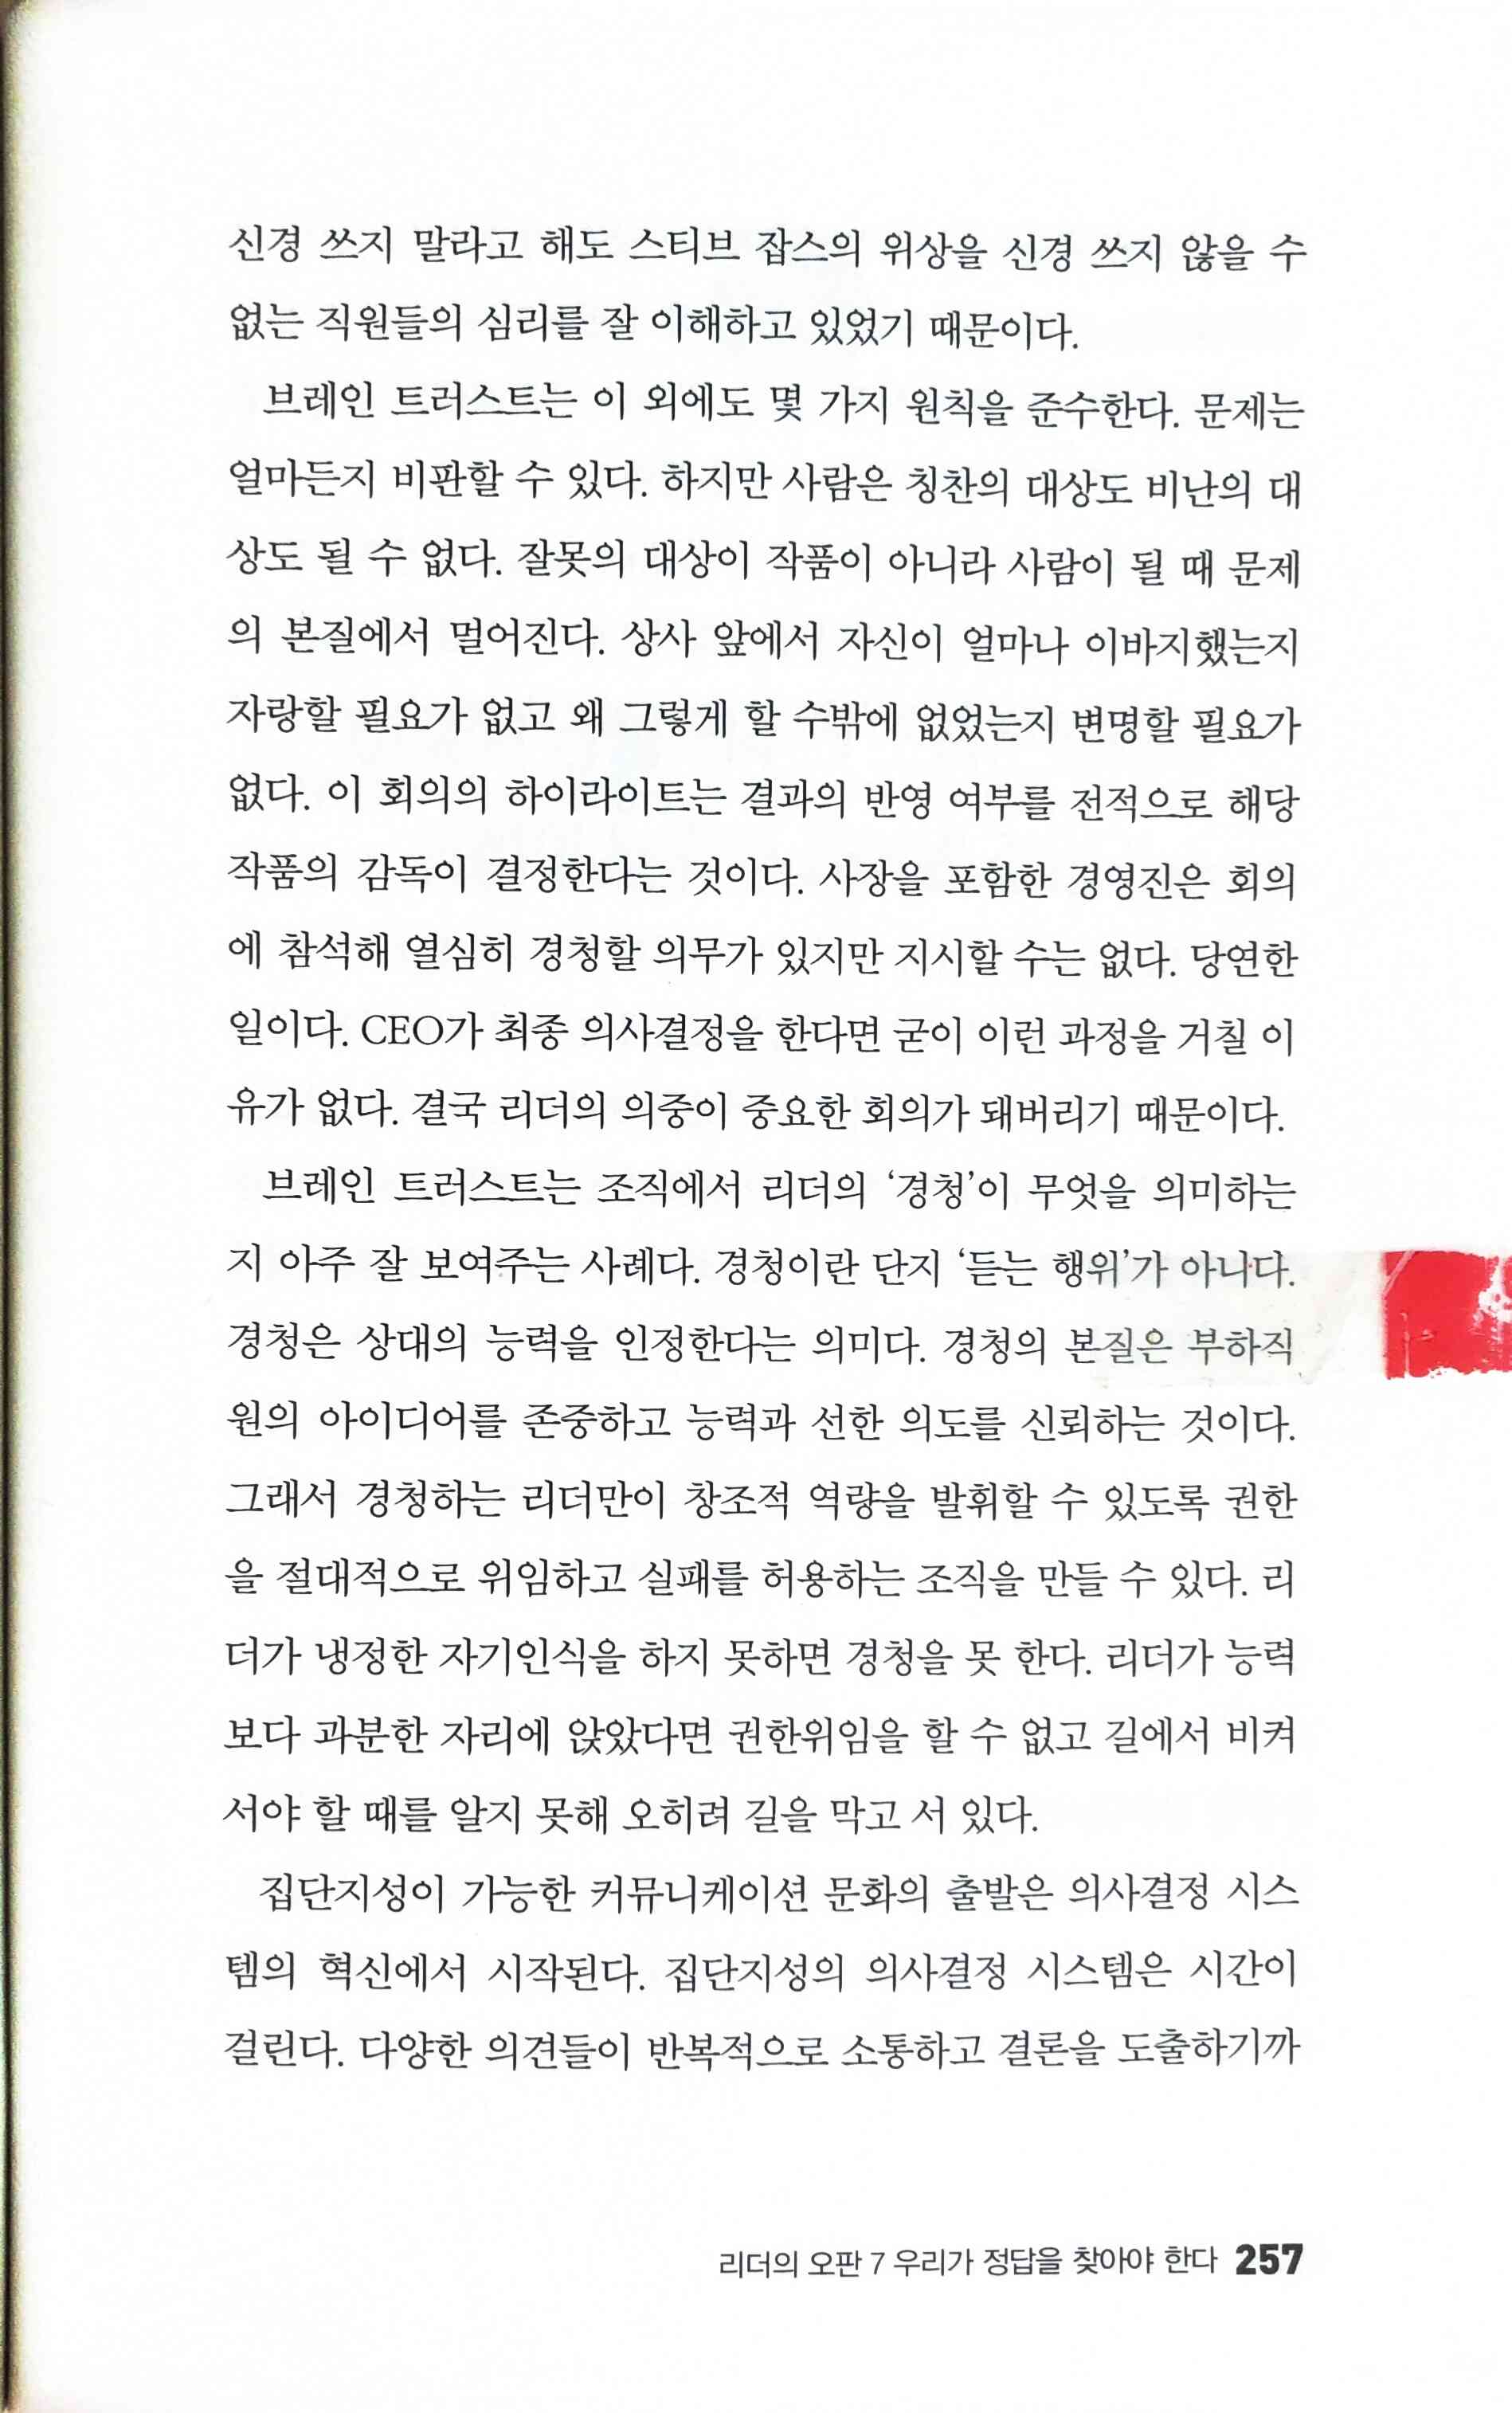 신경 쓰지 말라고 해도 스티브 잡스의 위상을 신경 쓰지 않을 수
없는 직원들의 심리를 잘 이해하고 있었기 때문이다.
브레인 트러스트는 이 외에도 몇 가지 원칙을 준수한다. 문제는
얼마든지 비판할 수 있다. 하지만 사람은 칭찬의 대상도 비난의 대
상도 될 수 없다. 잘못의 대상이 작품이 아니라 사람이 될 때 문제
의 본질에서 멀어진다. 상사 앞에서 자신이 얼마나 이바지했는지
자랑할 필요가 없고 왜 그렇게 할 수밖에 없었는지 변명할 필요가
없다. 이 회의의 하이라이트는 결과의 반영 여부를 전적으로 해당
작품의 감독이 결정한다는 것이다. 사장을 포함한 경영진은 회의
에 참석해 열심히 경청할 의무가 있지만 지시할 수는 없다. 당연한
일이다. CEO가 최종 의사결정을 한다면 굳이 이런 과정을 거칠 이
유가 없다. 결국 리더의 의중이 중요한 회의가 돼버리기 때문이다.
브레인 트러스트는 조직에서 리더의 ‘경청’이 무엇을 의미하는
지 아주 잘 보여주는 사례다. 경청이란 단지 ‘듣는 행위’가 아니다.
경청은 상대의 능력을 인정한다는 의미다. 경청의 본질은 부하직
원의 아이디어를 존중하고 능력과 선한 의도를 신뢰하는 것이다.
그래서 경청하는 리더만이 창조적 역량을 발휘할 수 있도록 권한
을 절대적으로 위임하고 실패를 허용하는 조직을 만들 수 있다. 리
더가 냉정한 자기인식을 하지 못하면 경청을 못 한다. 리더가 능력
보다 과분한 자리에 앉았다면 권한위임을 할 수 없고 길에서 비켜
서야 할 때를 알지 못해 오히려 길을 막고 서 있다.
집단지성이 가능한 커뮤니케이션 문화의 출발은 의사결정 시스
템의 혁신에서 시작된다. 집단지성의 의사결정 시스템은 시간이
걸린다. 다양한 의견들이 반복적으로 소통하고 결론을 도출하기까
리더의 오판 7 우리가 정답을 찾아야 한다 257